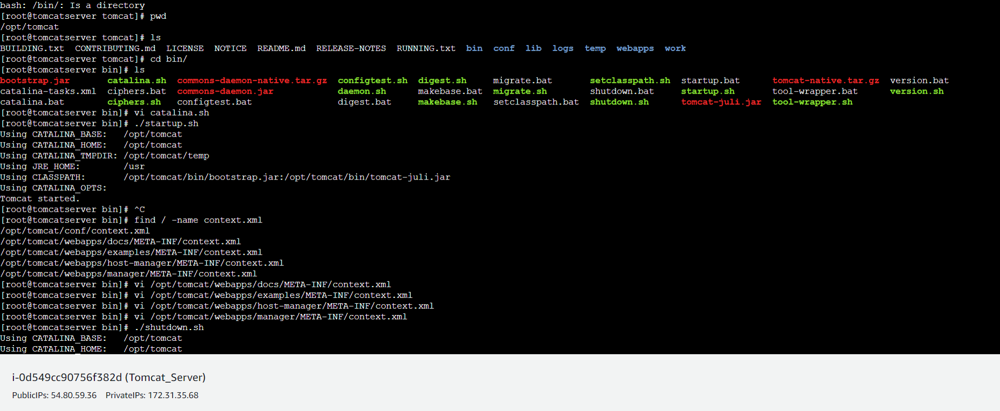 bash: /bin/: Is a directory
[root@tomcatserver tomcat]# pwd
/opt/tomcat
[root@tomcatserver tomcat]# ls
BUILDING.txt  CONTRIBUTING.md  LICENSE  NOTICE  README.md  RELEASE-NOTES  RUNNING.txt  bin  conf  lib  logs  temp  webapps  work
[root@tomcatserver tomcat]# cd bin/
[root@tomcatserver bin]# ls
bootstrap.jar       catalina.sh  commons-daemon-native.tar.gz  configtest.sh  digest.sh     migrate.bat       setclasspath.sh  startup.bat      tomcat-native.tar.gz  version.bat
catalina-tasks.xml  ciphers.bat  commons-daemon.jar            daemon.sh      makebase.bat  migrate.sh        shutdown.bat     startup.sh       tool-wrapper.bat      version.sh
catalina.bat        ciphers.sh   configtest.bat                digest.bat     makebase.sh   setclasspath.bat  shutdown.sh      tomcat-juli.jar  tool-wrapper.sh
[root@tomcatserver bin]# vi catalina.sh
[root@tomcatserver bin]# ./startup.sh
Using CATALINA_BASE:   /opt/tomcat
Using CATALINA_HOME:   /opt/tomcat
Using CATALINA_TMPDIR: /opt/tomcat/temp
Using JRE_HOME:        /usr
Using CLASSPATH:       /opt/tomcat/bin/bootstrap.jar:/opt/tomcat/bin/tomcat-juli.jar
Using CATALINA_OPTS:
Tomcat started.
[root@tomcatserver bin]# ^C
[root@tomcatserver bin]# find / -name context.xml
/opt/tomcat/conf/context.xml
/opt/tomcat/webapps/docs/META-INF/context.xml
/opt/tomcat/webapps/examples/META-INF/context.xml
/opt/tomcat/webapps/host-manager/META-INF/context.xml
/opt/tomcat/webapps/manager/META-INF/context.xml
[root@tomcatserver bin]# vi /opt/tomcat/webapps/docs/META-INF/context.xml
[root@tomcatserver bin]# vi /opt/tomcat/webapps/examples/META-INF/context.xml
[root@tomcatserver bin]# vi /opt/tomcat/webapps/host-manager/META-INF/context.xml
[root@tomcatserver bin]# vi /opt/tomcat/webapps/manager/META-INF/context.xml
[root@tomcatserver bin]# ./shutdown.sh
Using CATALINA_BASE:   /opt/tomcat
Using CATALINA_HOME:   /opt/tomcat
i-0d549cc90756f382d (Tomcat_Server)
PublicIPs: 54.80.59.36  PrivateIPs: 172.31.35.68